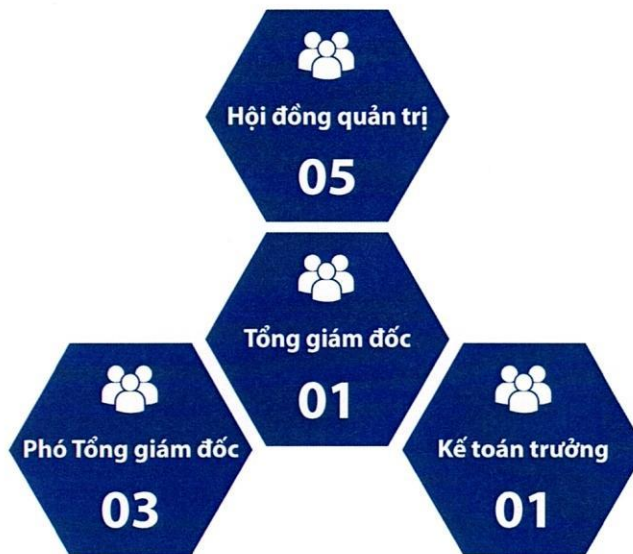 Hội đồng quản trị
05
Tổng giám đốc
01
Phó Tổng giám đốc
03
Kế toán trưởng
01